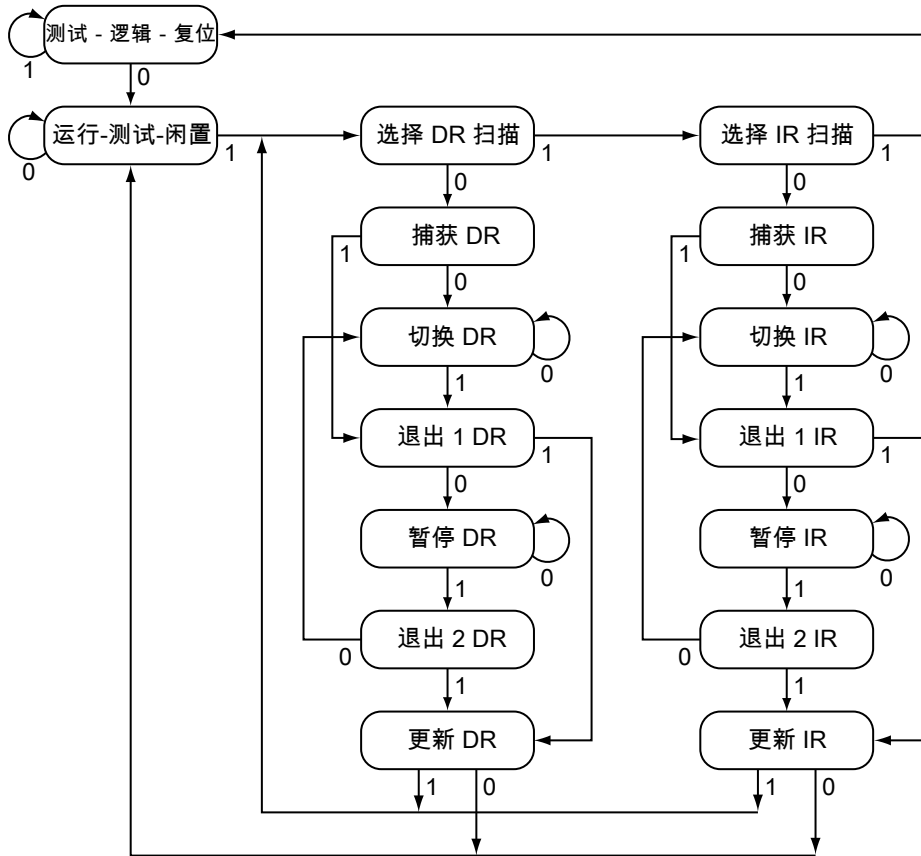 测试 - 逻辑 - 复位
1
0
运行-测试-闲置
0
1
选择 DR 扫描
1
选择 IR 扫描
1
0
0
捕获 DR
1
0
捕获 IR
1
0
切换 DR
0
1
切换 IR
0
1
退出 1 DR
1
0
退出 1 IR
1
0
暂停 DR
0
1
暂停 IR
0
1
退出 2 DR
0
1
退出 2 IR
0
1
更新 DR
1
0
更新 IR
1
0